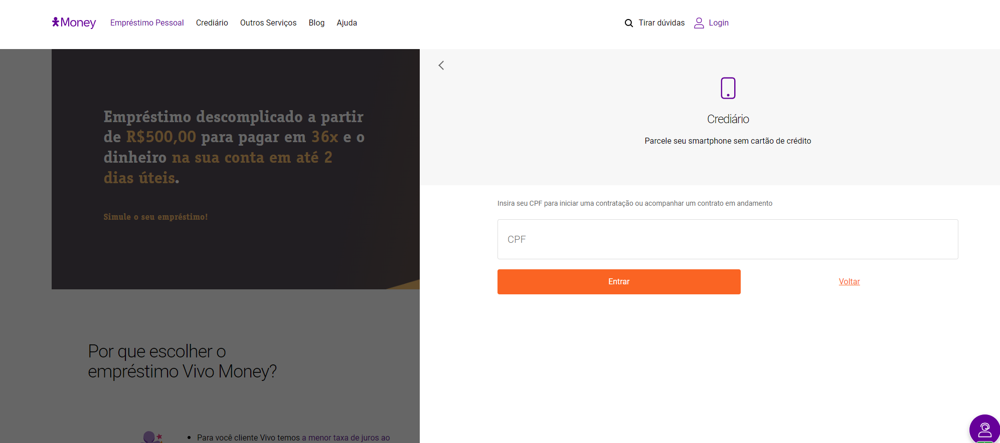 Money
Empréstimo Pessoal
Crediário
Outros Serviços
Blog
Ajuda
Tirar dúvidas
Login
Empréstimo descomplicado a partir
de R$500,00 para pagar em 36x e o
dinheiro na sua conta em até 2
dias úteis.
Simule o seu empréstimo!
Por que escolher o
empréstimo Vivo Money?
Para você cliente Vivo temos a menor taxa de juros ao
Crediário
Parcele seu smartphone sem cartão de crédito
Insira seu CPF para iniciar uma contratação ou acompanhar um contrato em andamento
CPF
Entrar
Voltar